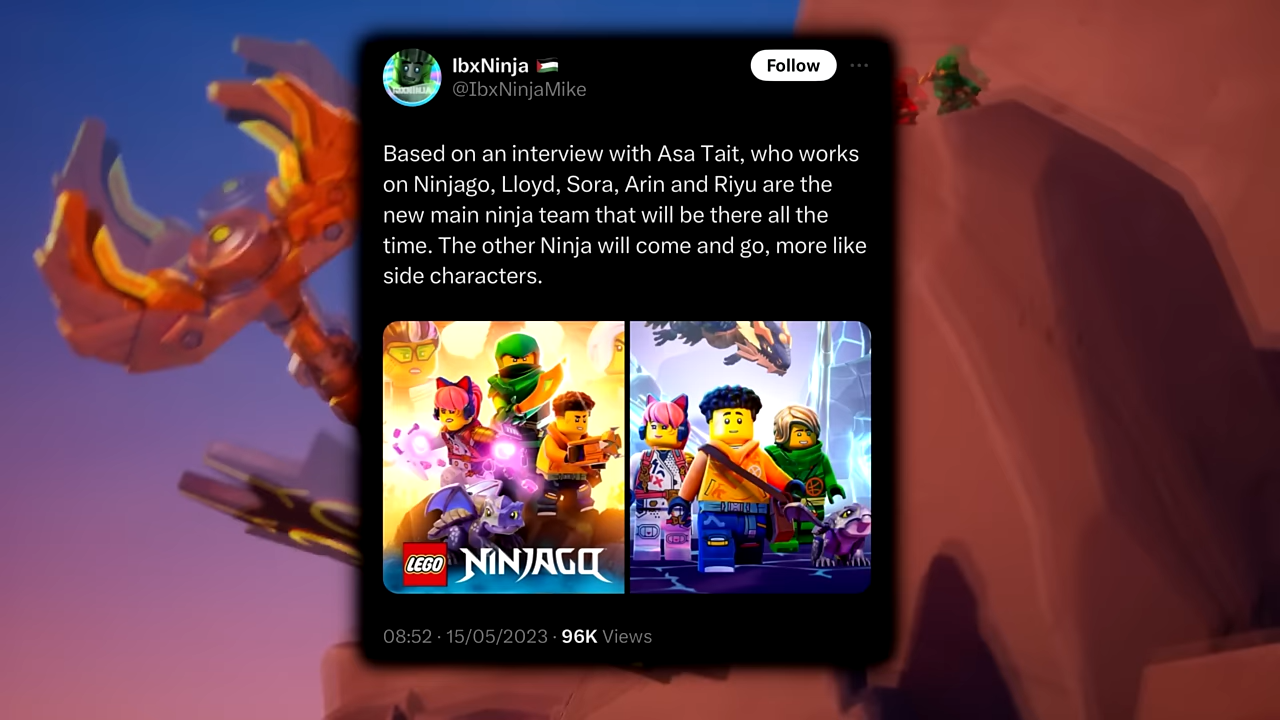 IbxNinja 🇵🇸
Follow
@IbxNinjaMike
Based on an interview with Asa Tait, who works
on Ninjago, Lloyd, Sora, Arin and Riyu are the
new main ninja team that will be there all the
time. The other Ninja will come and go, more like
side characters.
LEGO NINJAGO
08:52 · 15/05/2023 · 96K Views